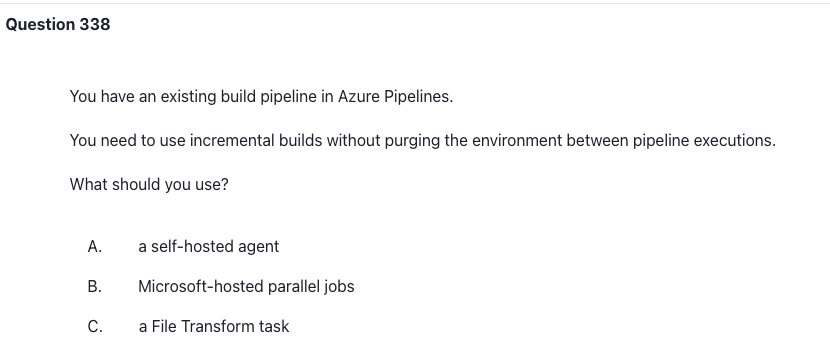 Question 338
You have an existing build pipeline in Azure Pipelines.
You need to use incremental builds without purging the environment between pipeline executions.
What should you use?
A. a self-hosted agent
B. Microsoft-hosted parallel jobs
C. a File Transform task